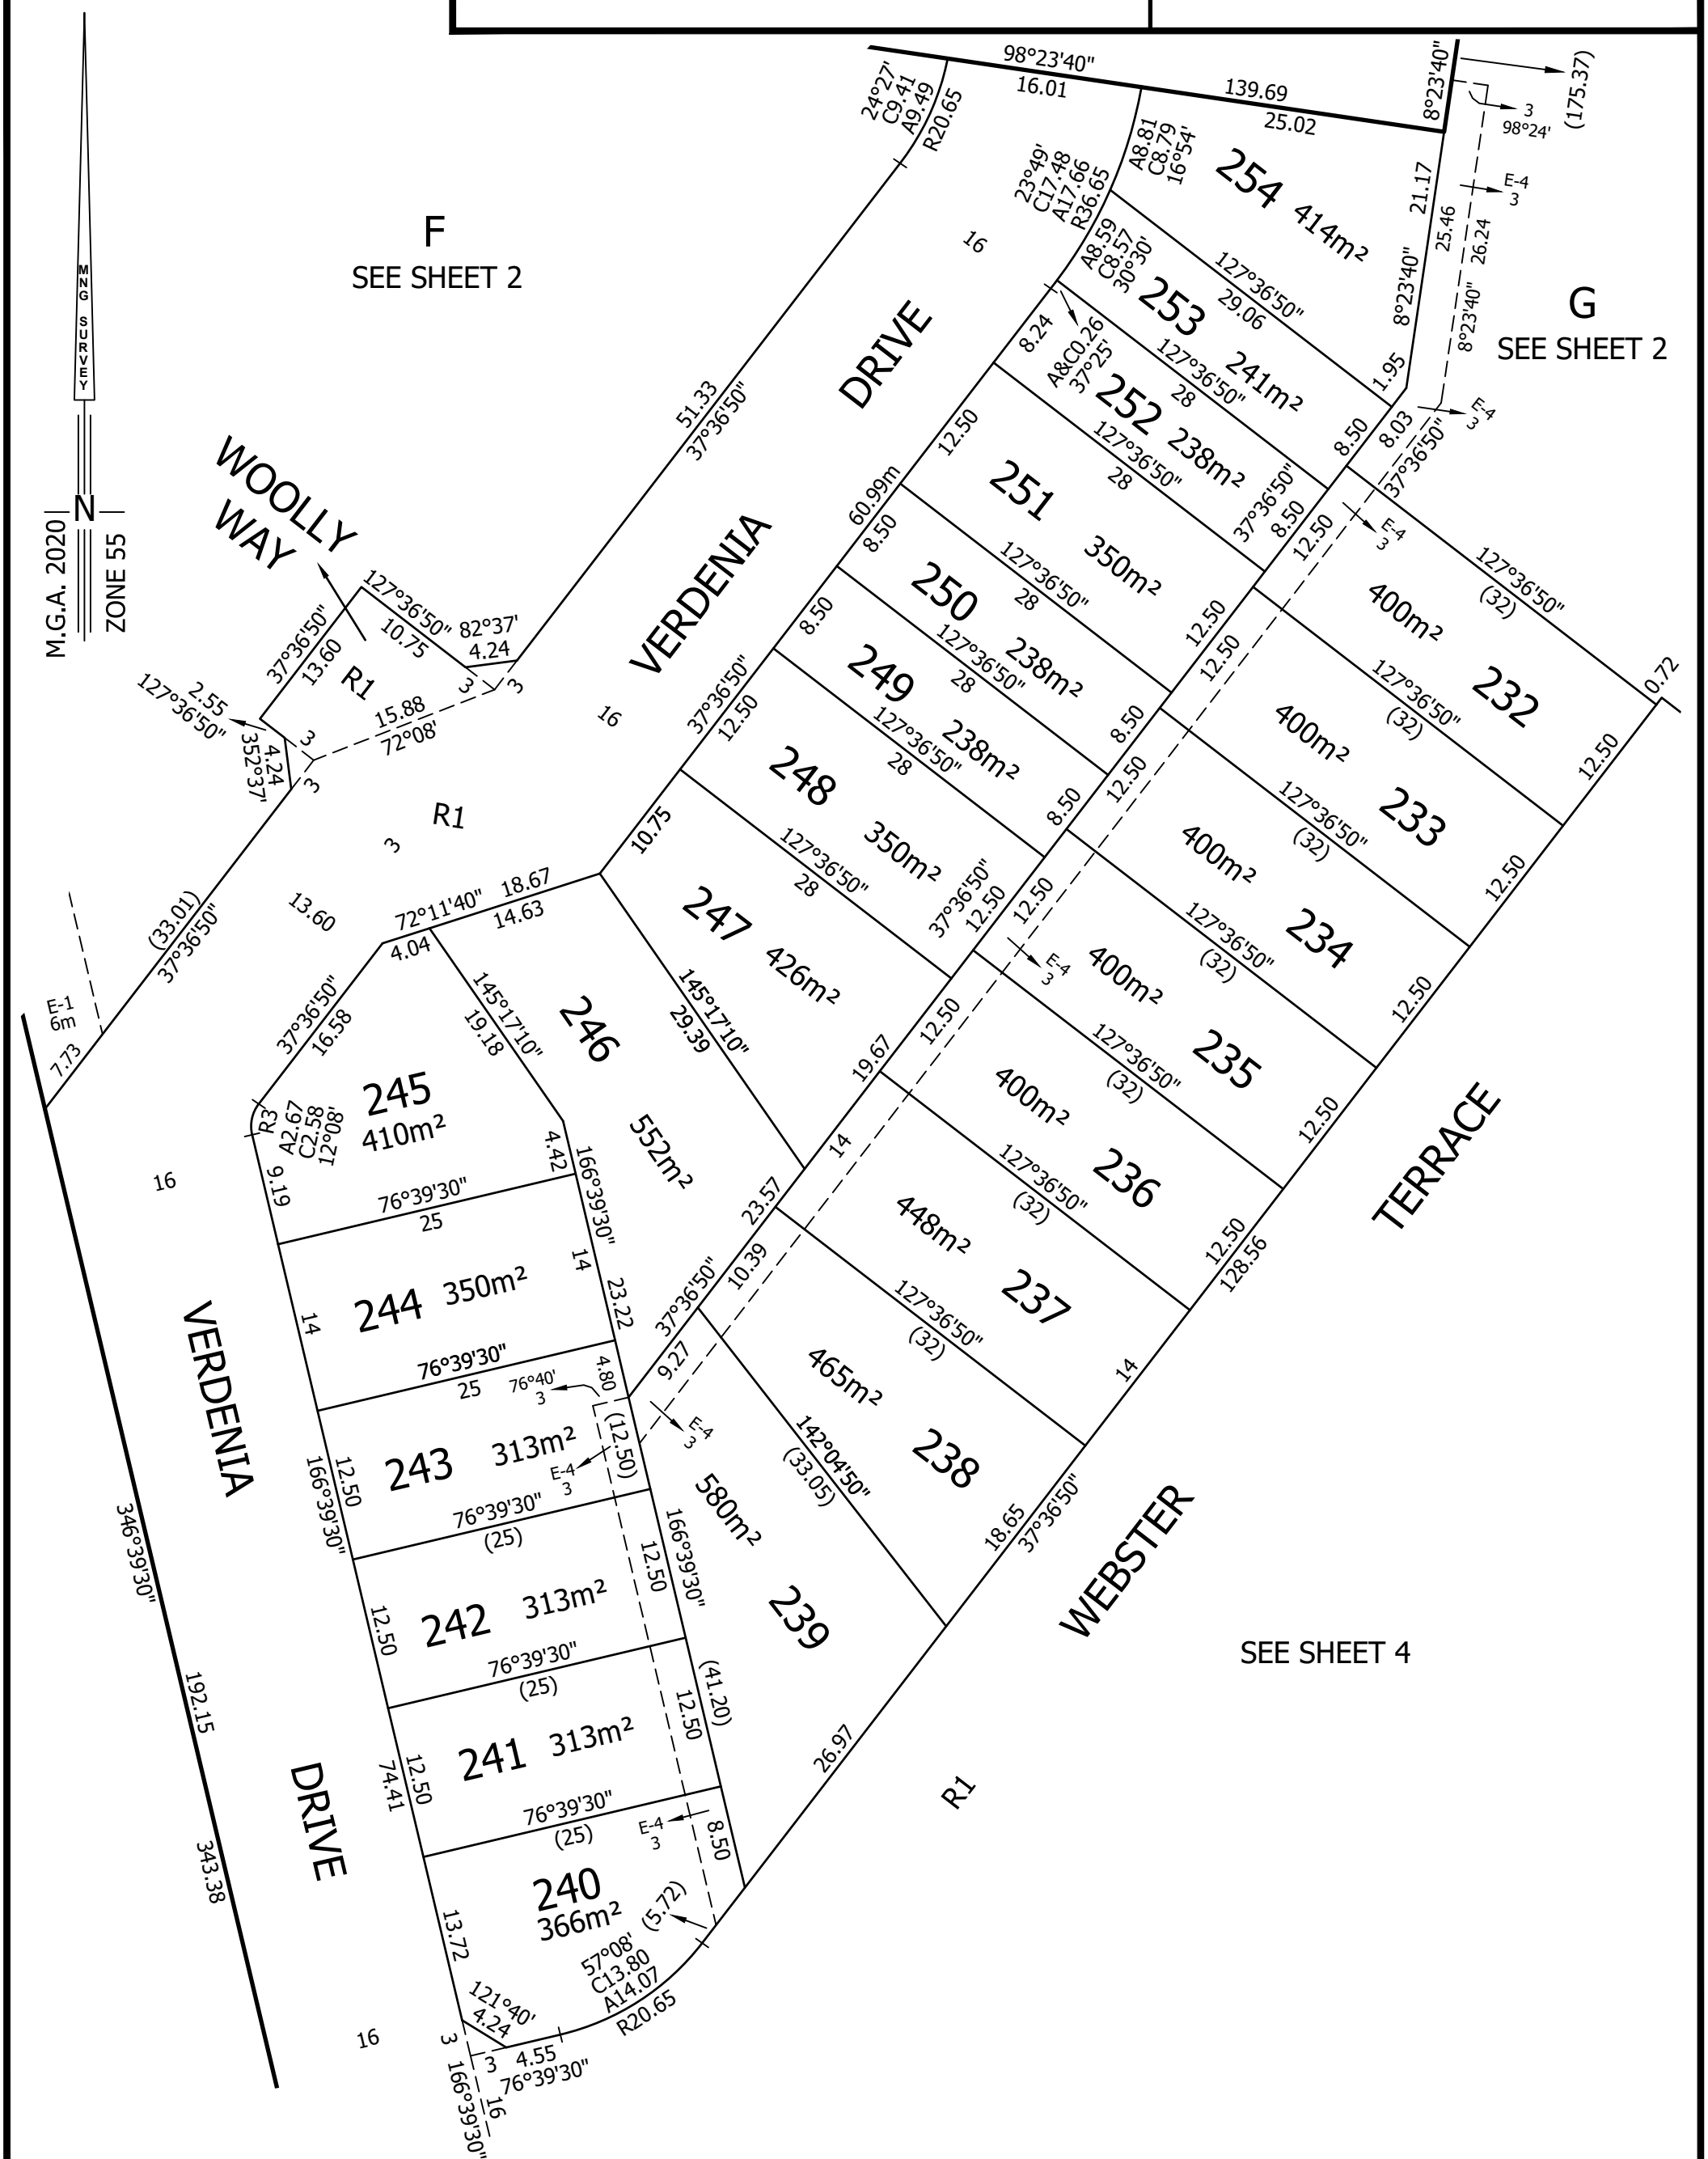 98°23'40"
16.01
139.69
25.02
8°23'40"
(175.37)
3
98°24'
24°27'
C9.41
A9.49
R20.65
A8.81
C8.79
16°54'
23°49'
C17.48
A17.66
R36.65
A8.59
C8.57
30°30'
254
414m²
21.17
25.46
26.24
E-4
3
8°23'40"
8°23'40"
F
SEE SHEET 2
G
SEE SHEET 2
MNG SURVEY
N
M.G.A. 2020
ZONE 55
16
DRIVE
VERDENIA
127°36'50"
29.06
253
241m²
1.95
8.24
A&C0.26
37°25'
127°36'50"
28
252
238m²
8.50
8.03
37°36'50"
E-4
3
51.33
37°36'50"
12.50
127°36'50"
28
37°36'50"
8.50
12.50
E-4
3
WOOLLY
WAY
60.99m
251
350m²
8.50
127°36'50"
28
12.50
12.50
127°36'50"
(32)
400m²
232
0.72
127°36'50"
10.75
82°37'
4.24
37°36'50"
13.60
R1
3
3
250
238m²
8.50
127°36'50"
28
8.50
127°36'50"
(32)
2.55
127°36'50"
15.88
72°08'
3
3
4.24
352°37'
16
37°36'50"
12.50
249
238m²
127°36'50"
28
8.50
12.50
400m²
233
12.50
248
350m²
R1
3
10.75
127°36'50"
28
37°36'50"
12.50
12.50
127°36'50"
(32)
400m²
234
12.50
(33.01)
37°36'50"
13.60
72°11'40"
18.67
4.04
14.63
247
426m²
E-4
3
127°36'50"
(32)
400m²
235
12.50
E-1
6m
7.73
37°36'50"
16.58
145°17'10"
19.18
246
552m²
145°17'10"
29.39
19.67
12.50
127°36'50"
(32)
400m²
236
12.50
R3
A2.67
C2.58
12°08'
245
410m²
4.42
166°39'30"
14
127°36'50"
(32)
448m²
237
12.50
128.56
TERRACE
16
9.19
76°39'30"
25
14
23.22
23.57
10.39
37°36'50"
127°36'50"
(32)
14
VERDENIA
14
244
350m²
76°39'30"
25
76°40'
3
4.80
9.27
465m²
238
(12.50)
E-4
3
142°04'50"
(33.05)
18.65
37°36'50"
346°39'30"
166°39'30"
12.50
243
313m²
E-4
3
76°39'30"
(25)
580m²
239
WEBSTER
SEE SHEET 4
12.50
242
313m²
12.50
166°39'30"
76°39'30"
(25)
192.15
12.50
74.41
241
313m²
12.50
(41.20)
76°39'30"
(25)
26.97
R1
DRIVE
343.38
E-4
3
8.50
240
366m²
13.72
(5.72)
57°08'
C13.80
A14.07
R20.65
121°40'
4.24
16
3
3
4.55
76°39'30"
166°39'30"
16